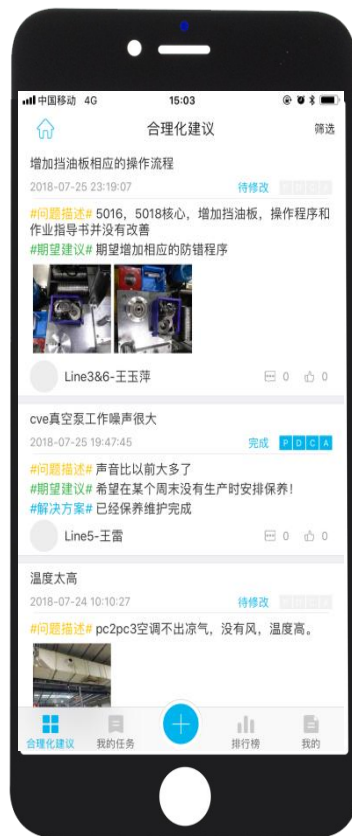 中国移动 4G 15:03
合理化建议 筛选
增加挡油板相应的操作流程
2018-07-25 23:19:07 待修改 P D C A
#问题描述# 5016，5018核心，增加挡油板，操作程序和
作业指导书并没有改善
#期望建议# 期望增加相应的防错程序
Line3&6-王玉萍 0 0
cve真空泵工作噪声很大
2018-07-25 19:47:45 完成 P D C A
#问题描述# 声音比以前大多了
#期望建议# 希望在某个周末没有生产时安排保养！
#解决方案# 已经保养维护完成
Line5-王雷 0 0
温度太高
2018-07-24 10:10:27 待修改 P D C A
#问题描述# pc2pc3空调不出凉气，没有风，温度高。
合理化建议 我的任务 排行榜 我的